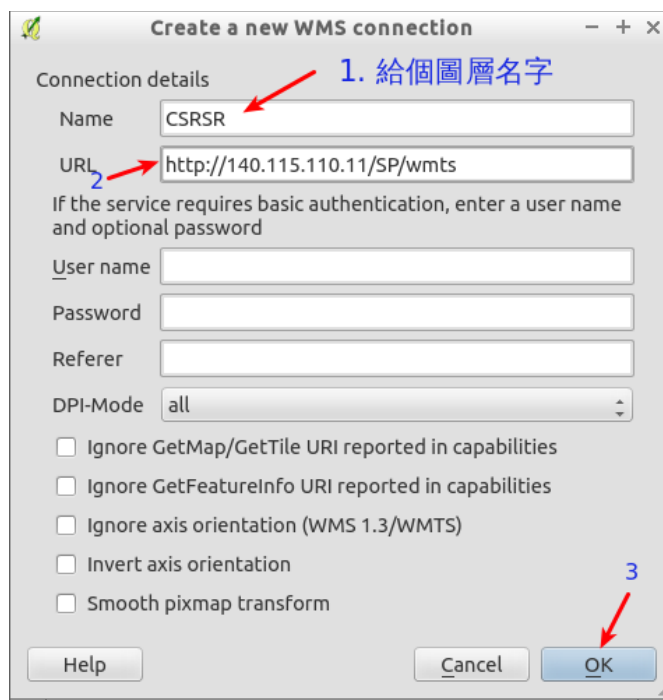 Create a new WMS connection
Connection details
1. 給個圖層名字
Name CSRSR
URL http://140.115.110.11/SP/wmts
2
If the service requires basic authentication, enter a user name
and optional password
User name
Password
Referer
DPI-Mode all
Ignore GetMap/GetTile URI reported in capabilities
Ignore GetFeatureInfo URI reported in capabilities
Ignore axis orientation (WMS 1.3/WMTS)
Invert axis orientation
3
Smooth pixmap transform
Help Cancel OK